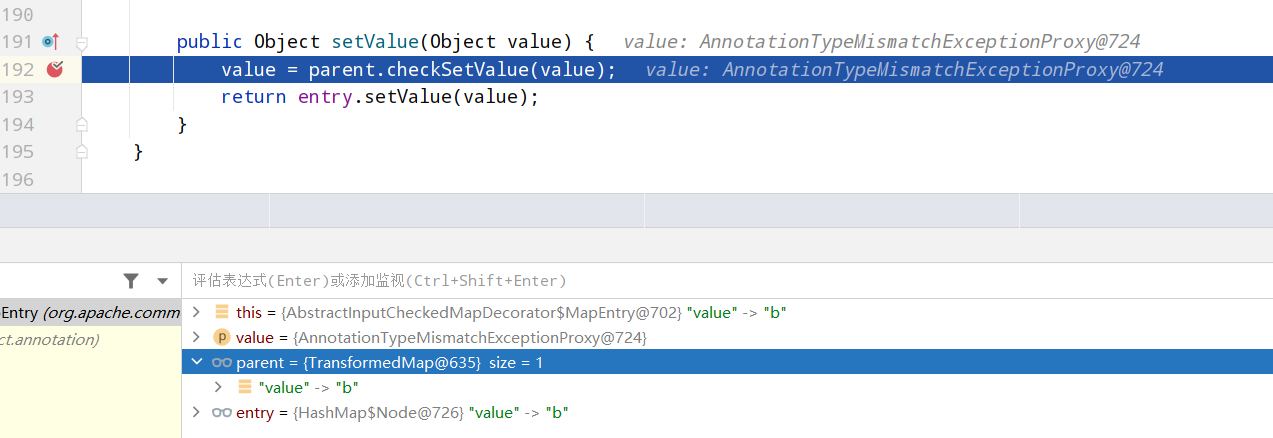 190
191 public Object setValue(Object value) { value: AnnotationTypeMismatchExceptionProxy@724
192 value = parent.checkSetValue(value); value: AnnotationTypeMismatchExceptionProxy@724
193 return entry.setValue(value);
194 }
195 }
196
评估表达式(Enter)或添加监视(Ctrl+Shift+Enter)
Entry (org.apache.comm
ct.annotation)
this = {AbstractInputCheckedMapDecorator$MapEntry@702} "value" -> "b"
p value = {AnnotationTypeMismatchExceptionProxy@724}
parent = {TransformedMap@635} size = 1
"value" -> "b"
entry = {HashMap$Node@726} "value" -> "b"